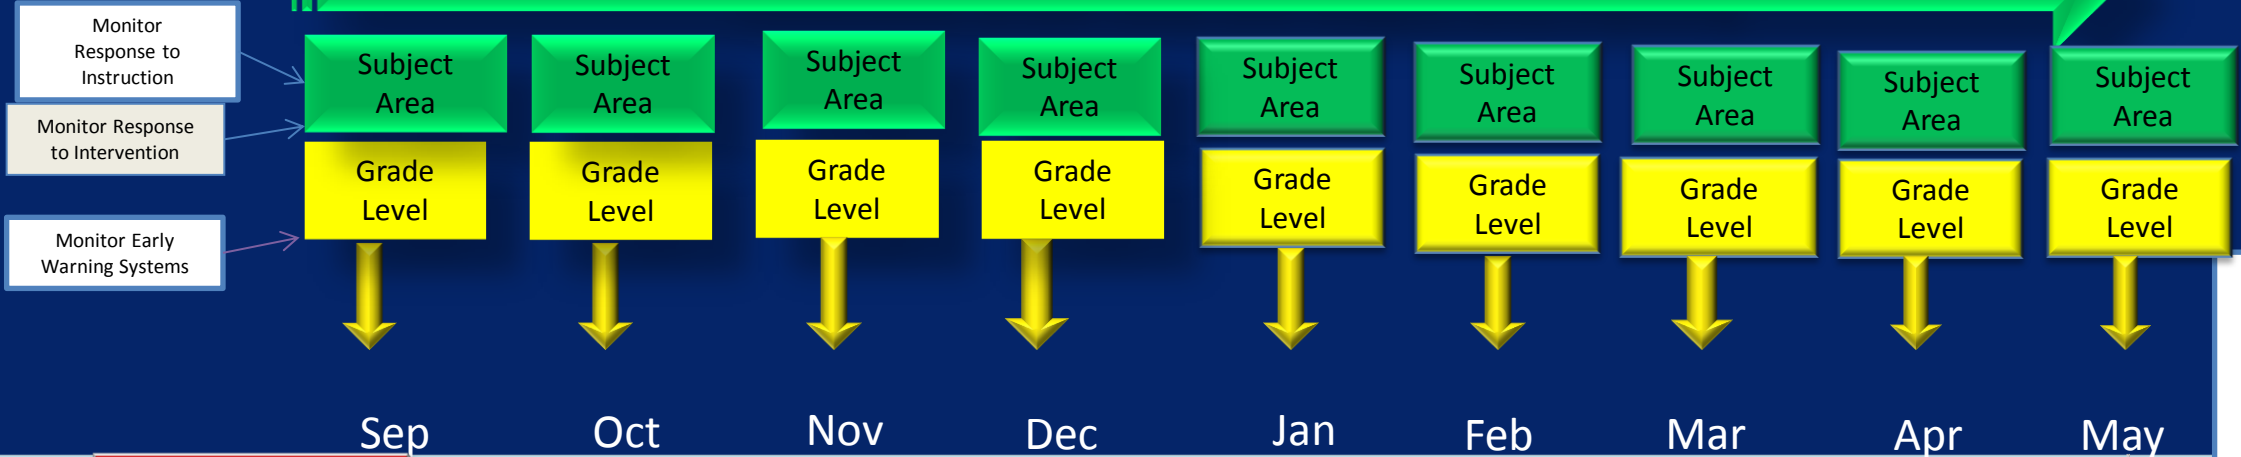 Monitor
Response to
Instruction
Monitor Response
to Intervention
Monitor Early
Warning Systems
Subject
Area
Subject
Area
Subject
Area
Subject
Area
Subject
Area
Subject
Area
Subject
Area
Subject
Area
Subject
Area
Grade
Level
Grade
Level
Grade
Level
Grade
Level
Grade
Level
Grade
Level
Grade
Level
Grade
Level
Grade
Level
Sep
Oct
Nov
Dec
Jan
Feb
Mar
Apr
May